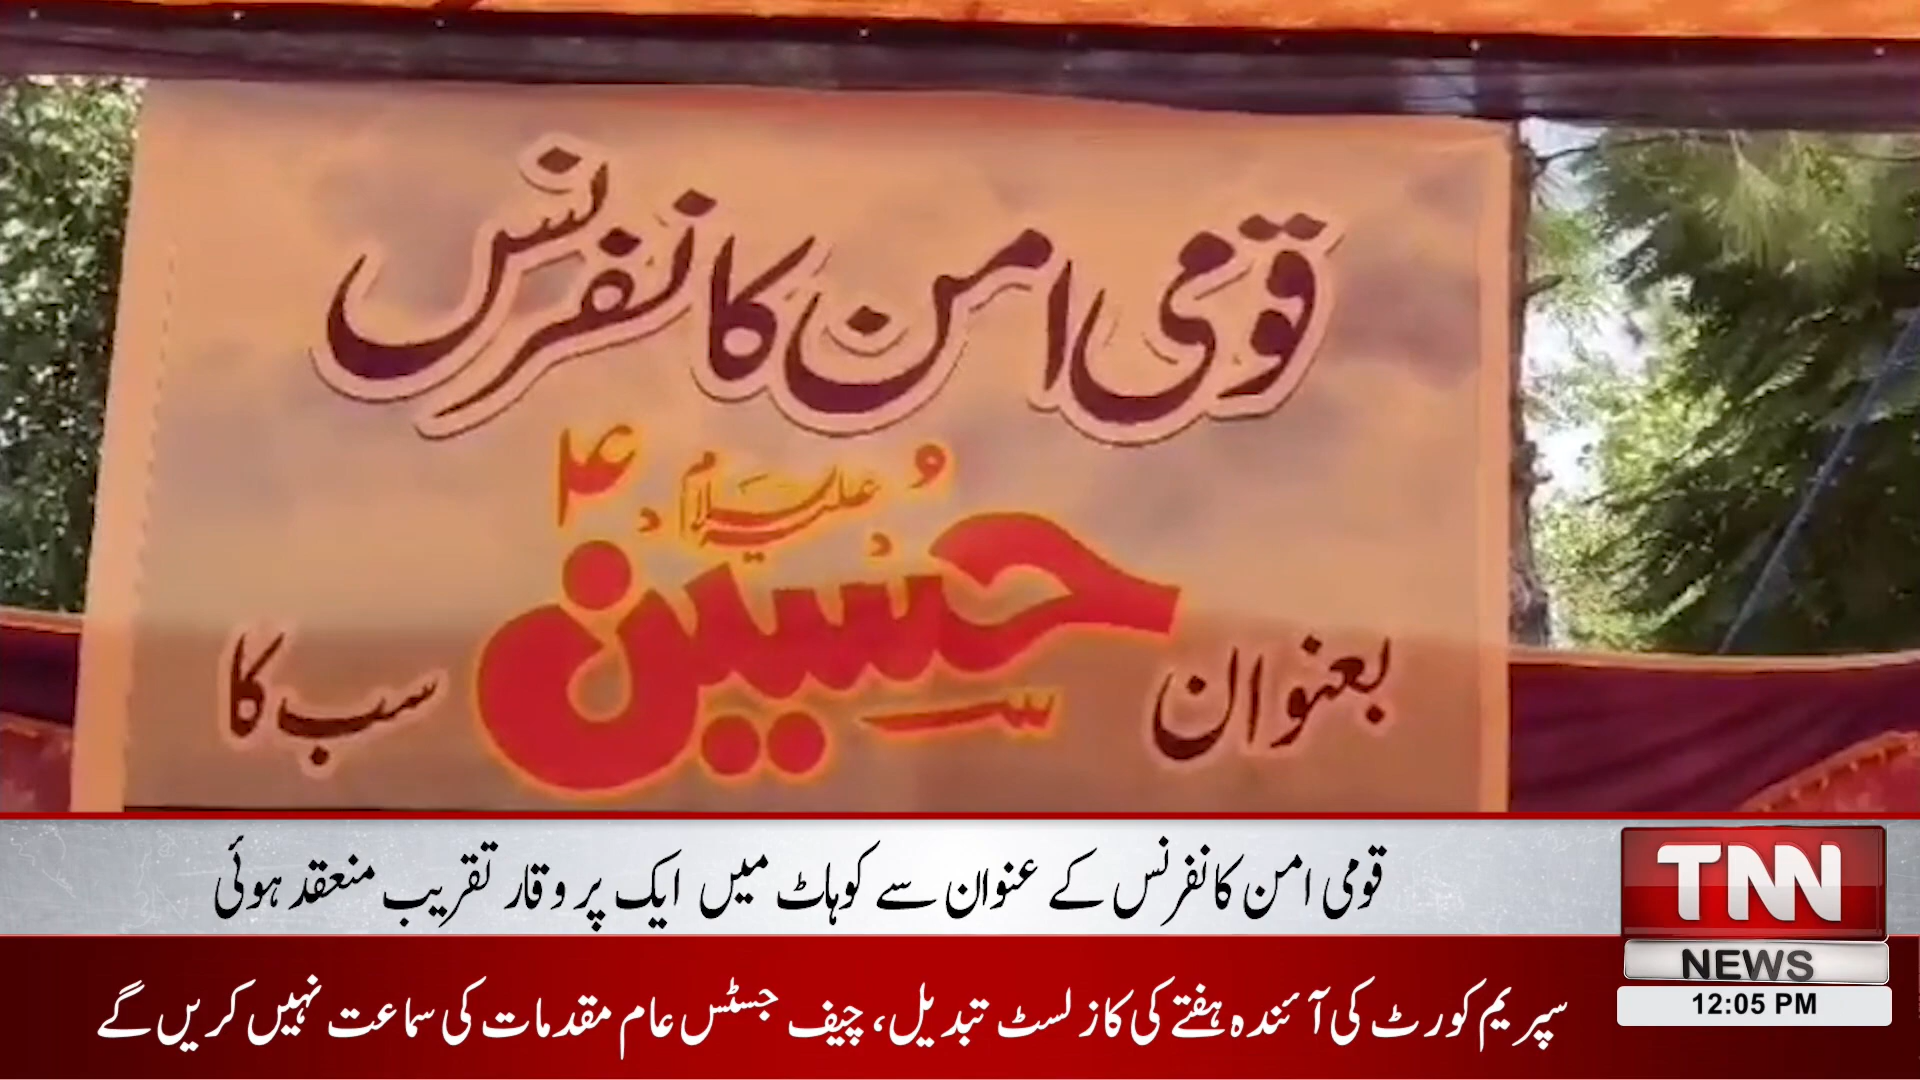 قومی امن کانفرنس
بعنوان حُسینؑ علیہ السلام سب کا
قومی امن کانفرنس کے عنوان سے کوہاٹ میں ایک پر وقار تقریب منعقد ہوئی
سپریم کورٹ کی آئندہ ہفتے کی کاز لسٹ تبدیل، چیف جسٹس عام مقدمات کی سماعت نہیں کریں گے
TNN
NEWS
12:05 PM